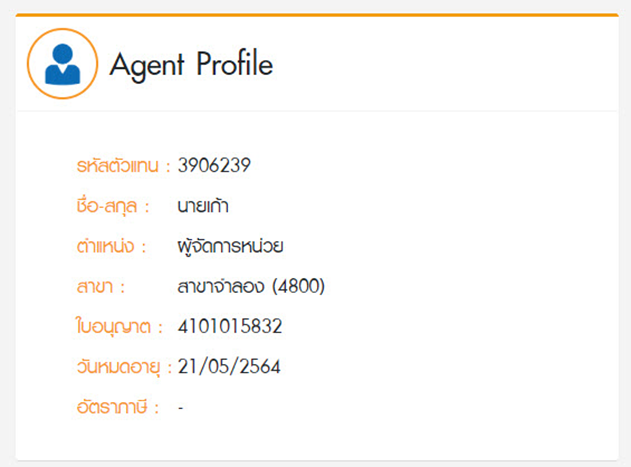 Agent Profile
รหัสตัวแทน : 3906239
ชื่อ-สกุล : นายเก้า
ตำแหน่ง : ผู้จัดการหน่วย
สาขา : สาขาจำลอง (4800)
ใบอนุญาต : 4101015832
วันหมดอายุ : 21/05/2564
อัตราภาษี : -